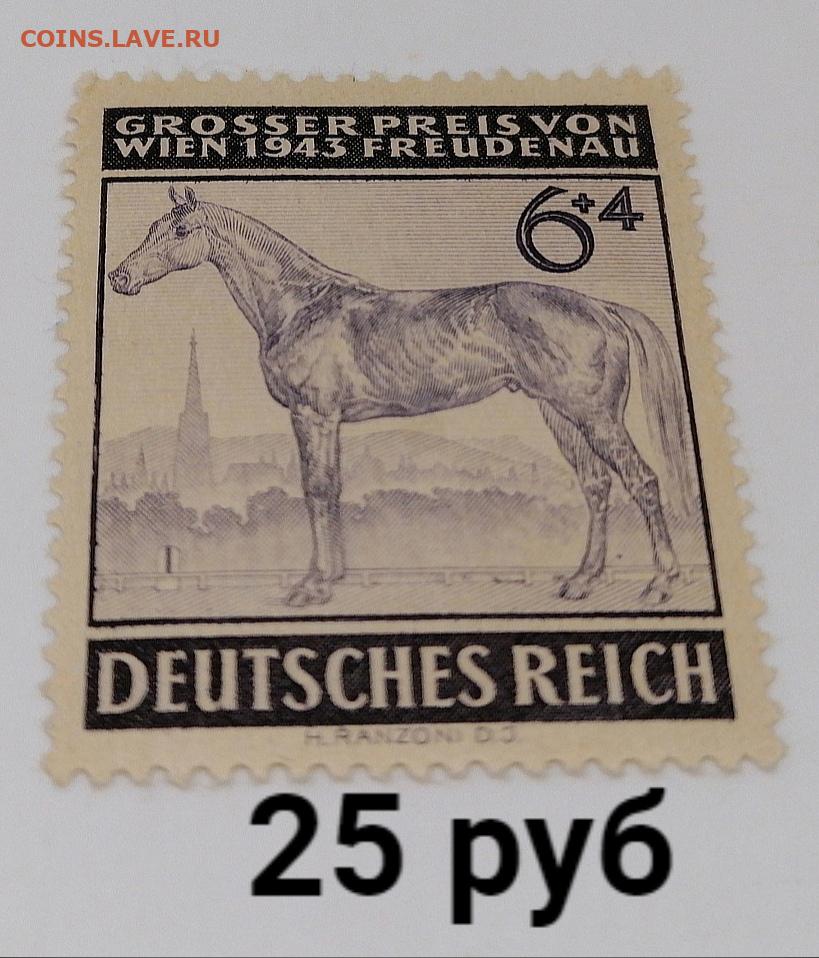 COINS.LAVE.RU
GROSSER PREIS VON
WIEN 1943 FREUDENAU
6+4
DEUTSCHES REICH
H. RANZONI D.J.
25 руб